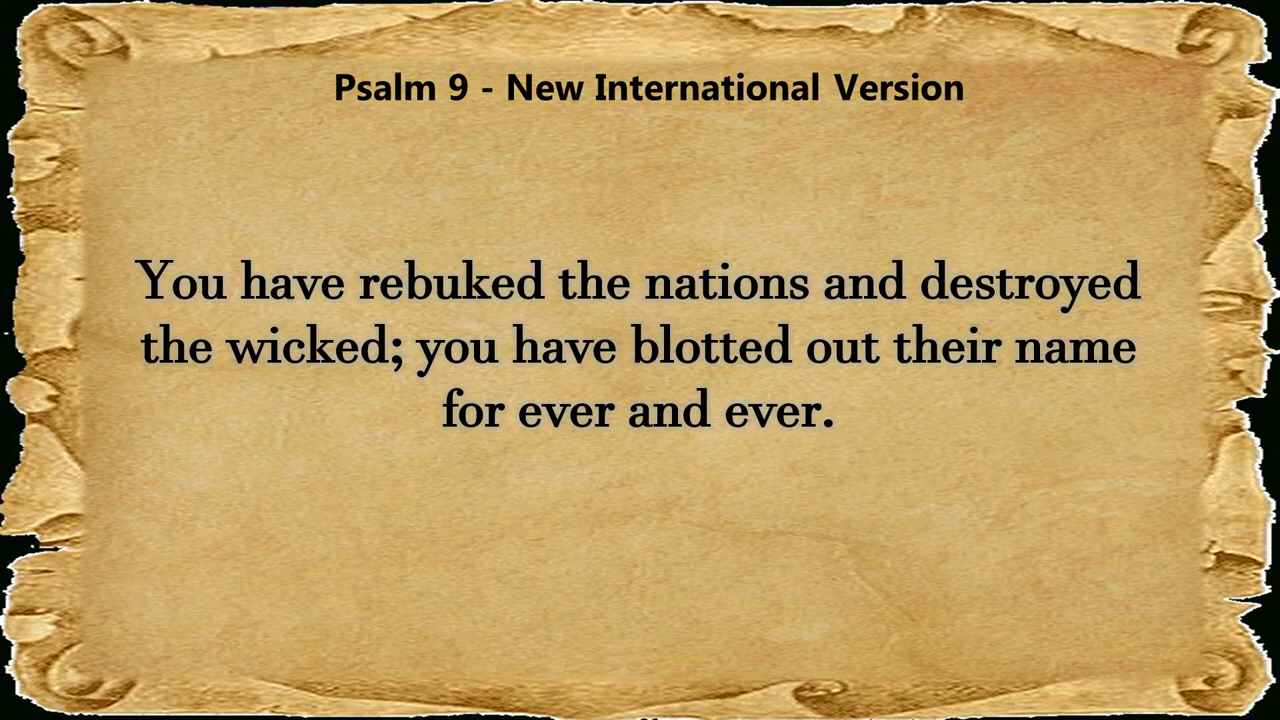 Psalm 9 - New International Version
You have rebuked the nations and destroyed
the wicked; you have blotted out their name
for ever and ever.